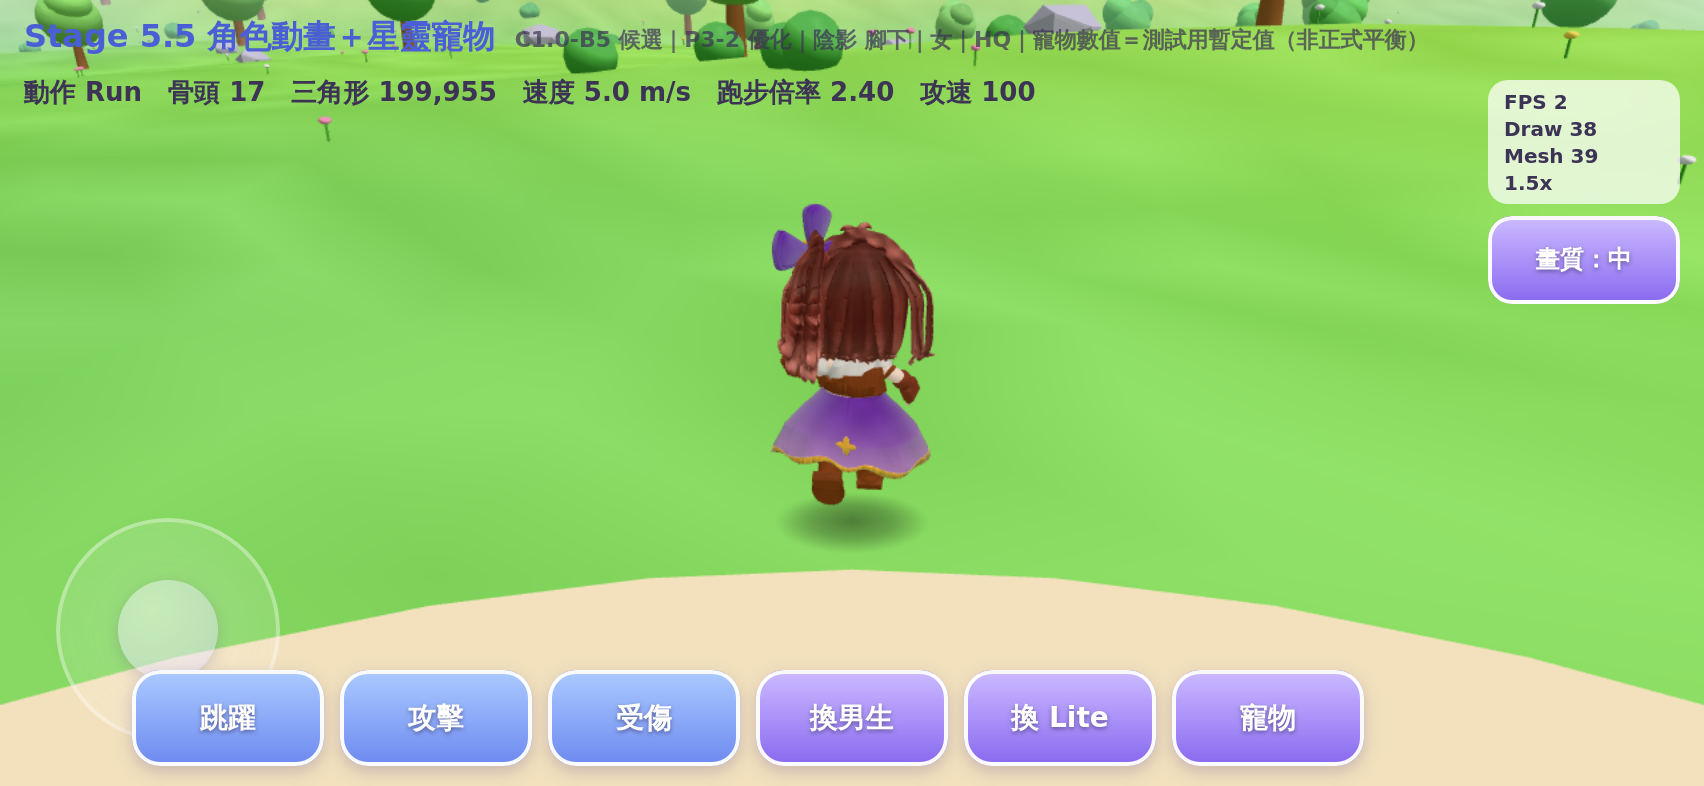 Stage 5.5 角色動畫＋星靈寵物 C1.0-B5 候選｜P3-2 優化｜陰影 腳下｜女｜HQ｜寵物數值＝測試用暫定值（非正式平衡）
動作 Run 骨頭 17 三角形 199,955 速度 5.0 m/s 跑步倍率 2.40 攻速 100
FPS 2
Draw 38
Mesh 39
1.5x
畫質：中
跳躍
攻擊
受傷
換男生
換 Lite
寵物